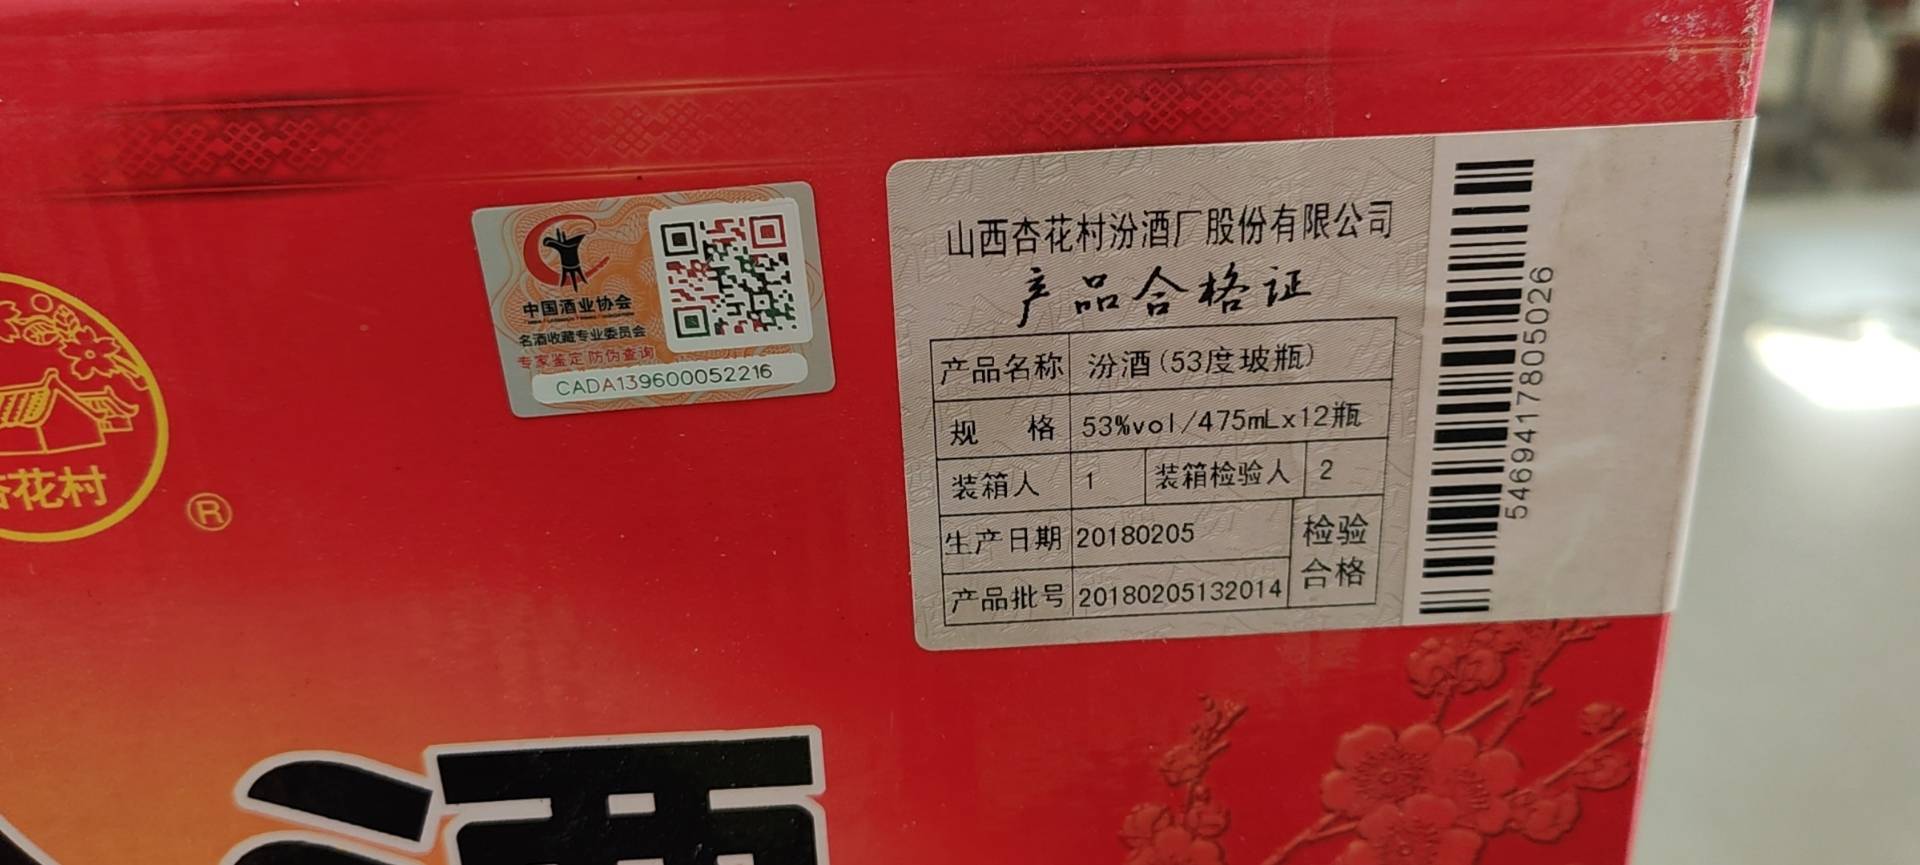 杏花村
®
中国酒业协会
名酒收藏专业委员会
专家鉴定 防伪查询
CADA139600052216
山西杏花村汾酒厂股份有限公司
产品合格证
产品名称 汾酒(53度玻瓶)
规 格 53%vol/475mLx12瓶
装箱人 1 装箱检验人 2
生产日期 20180205 检验
产品批号 20180205132014 合格
5469417805026
酒